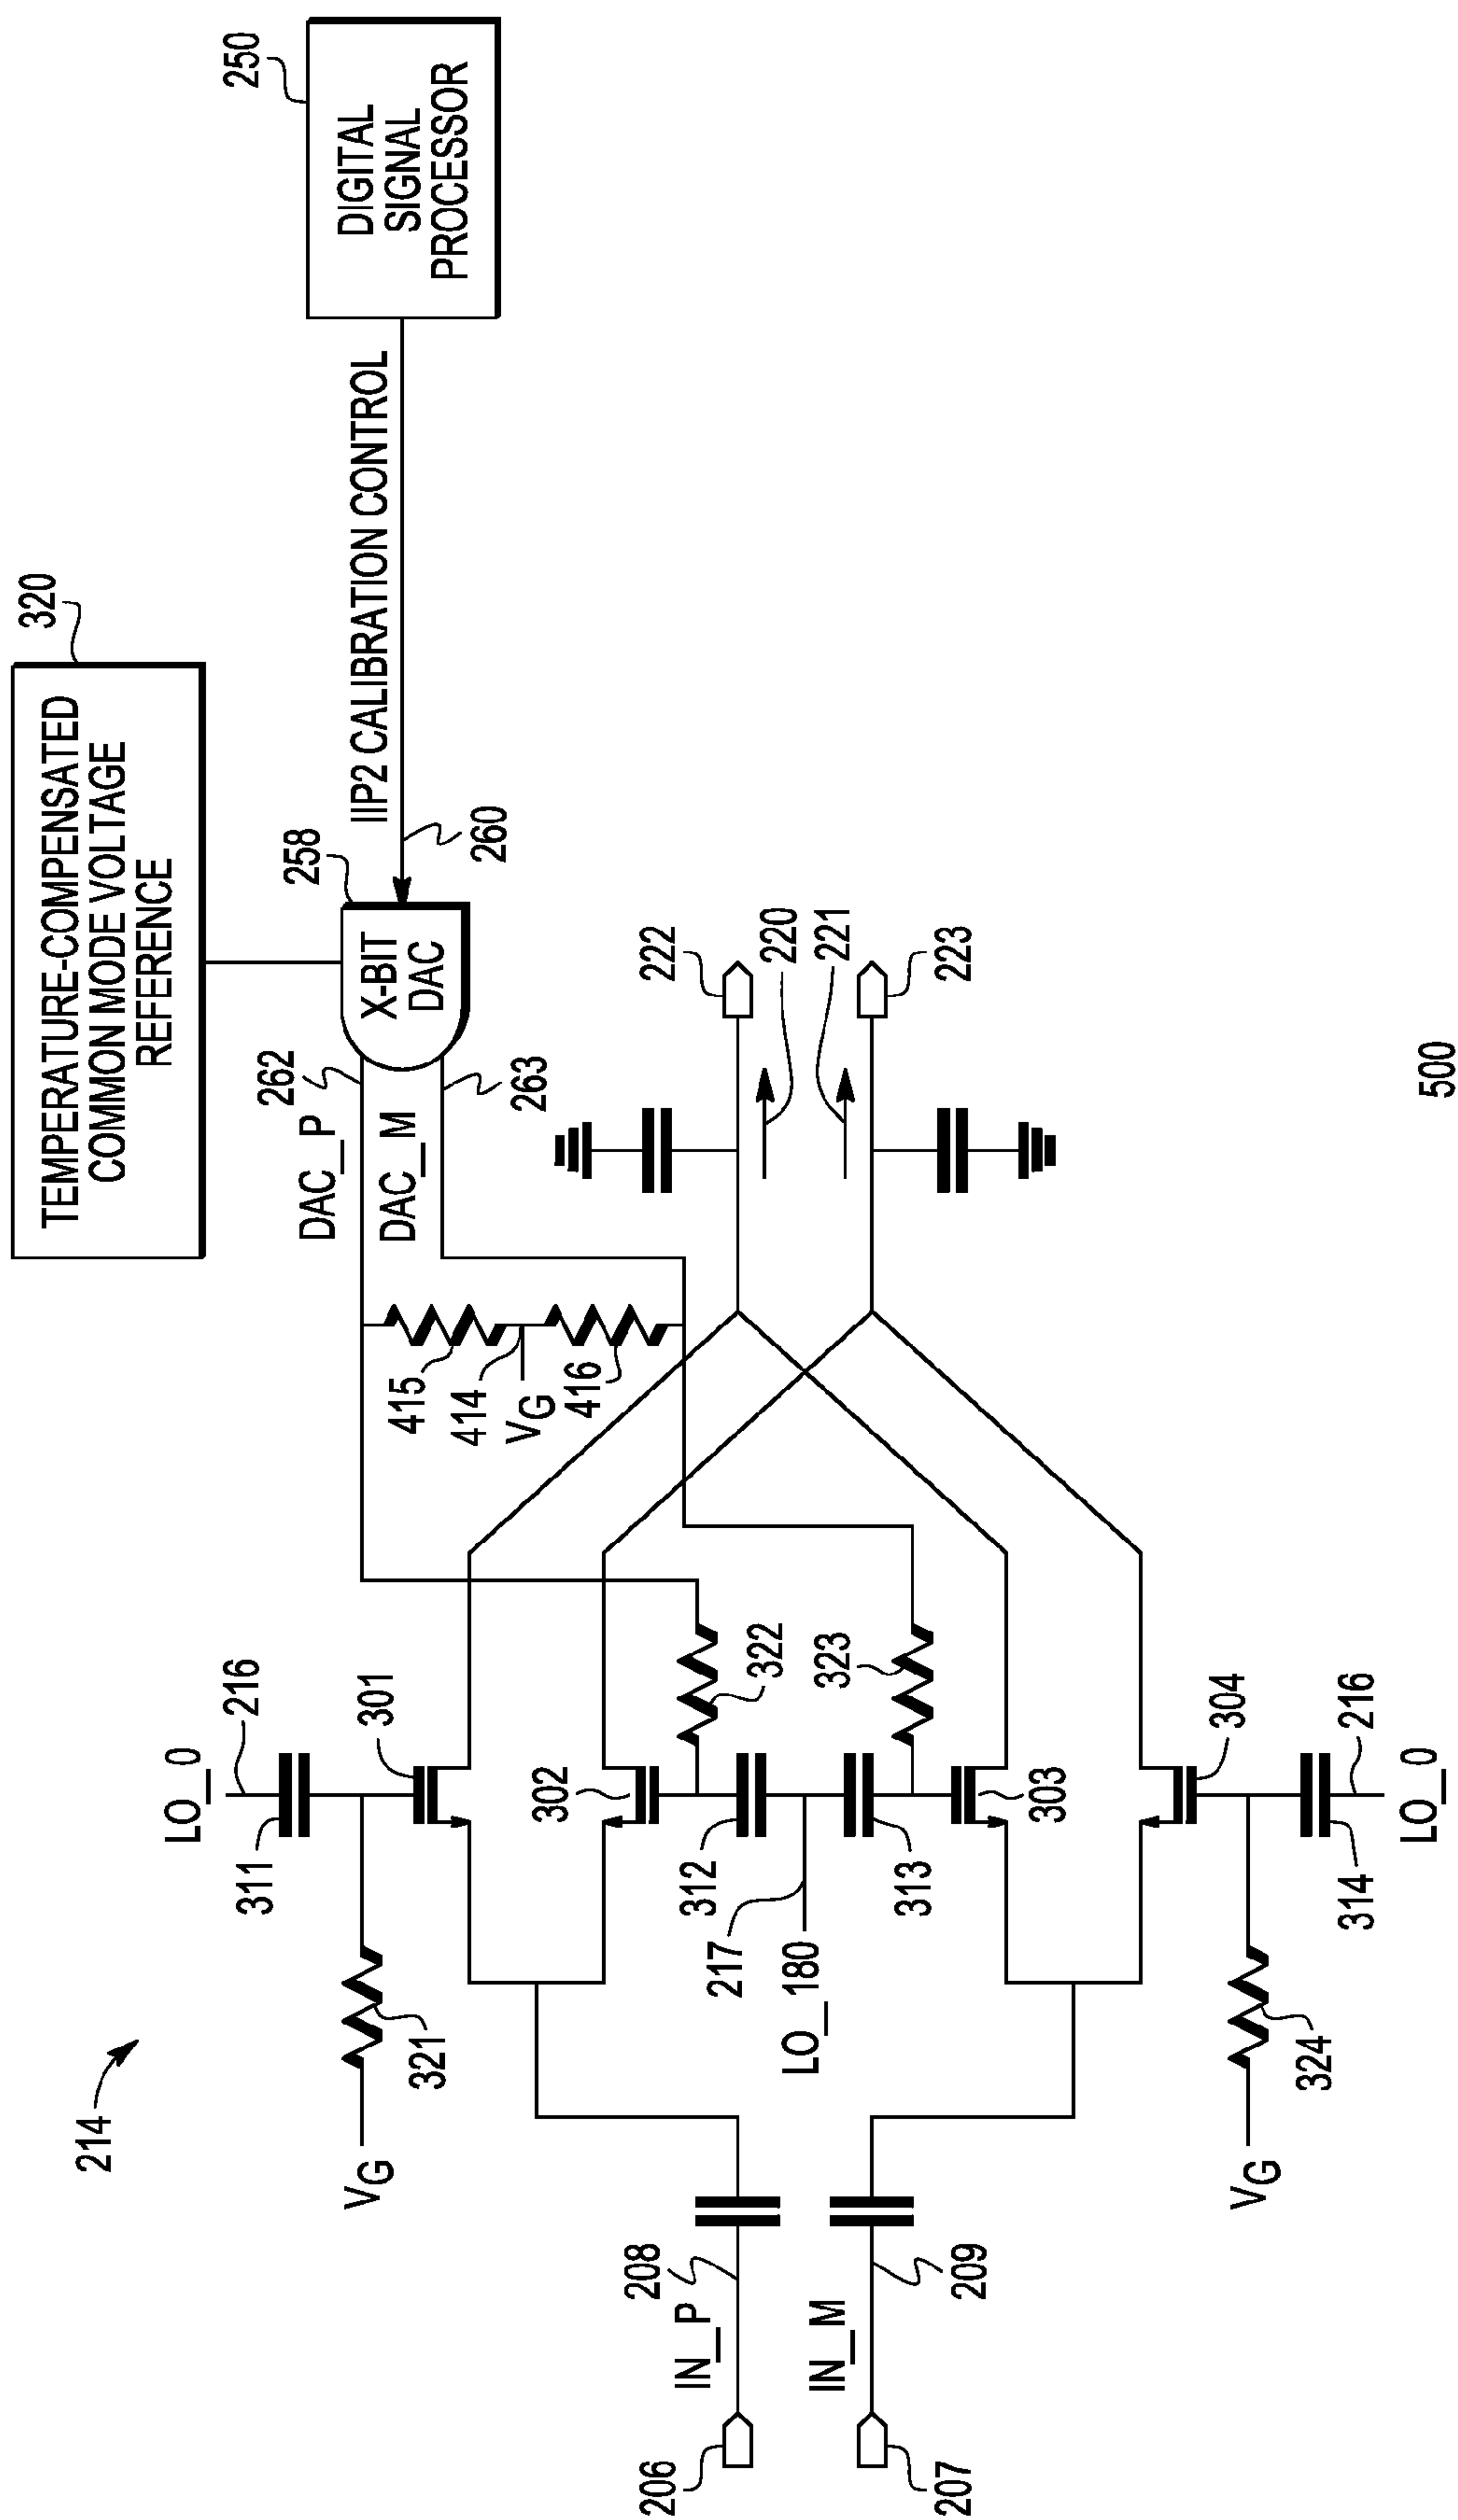 214
TEMPERATURE-COMPENSATED
COMMON MODE VOLTAGE
REFERENCE
320
250
DIGITAL
SIGNAL
PROCESSOR
IIP2 CALIBRATION CONTROL
258
260
X-BIT
DAC
262
DAC_P
DAC_M
263
415
414
VG
416
LO_0
216
311
301
VG
321
302
322
312
217
LO_180
323
313
303
304
VG
324
314
216
LO_0
206
IN_P
208
IN_M
207
209
222
220
221
223
500